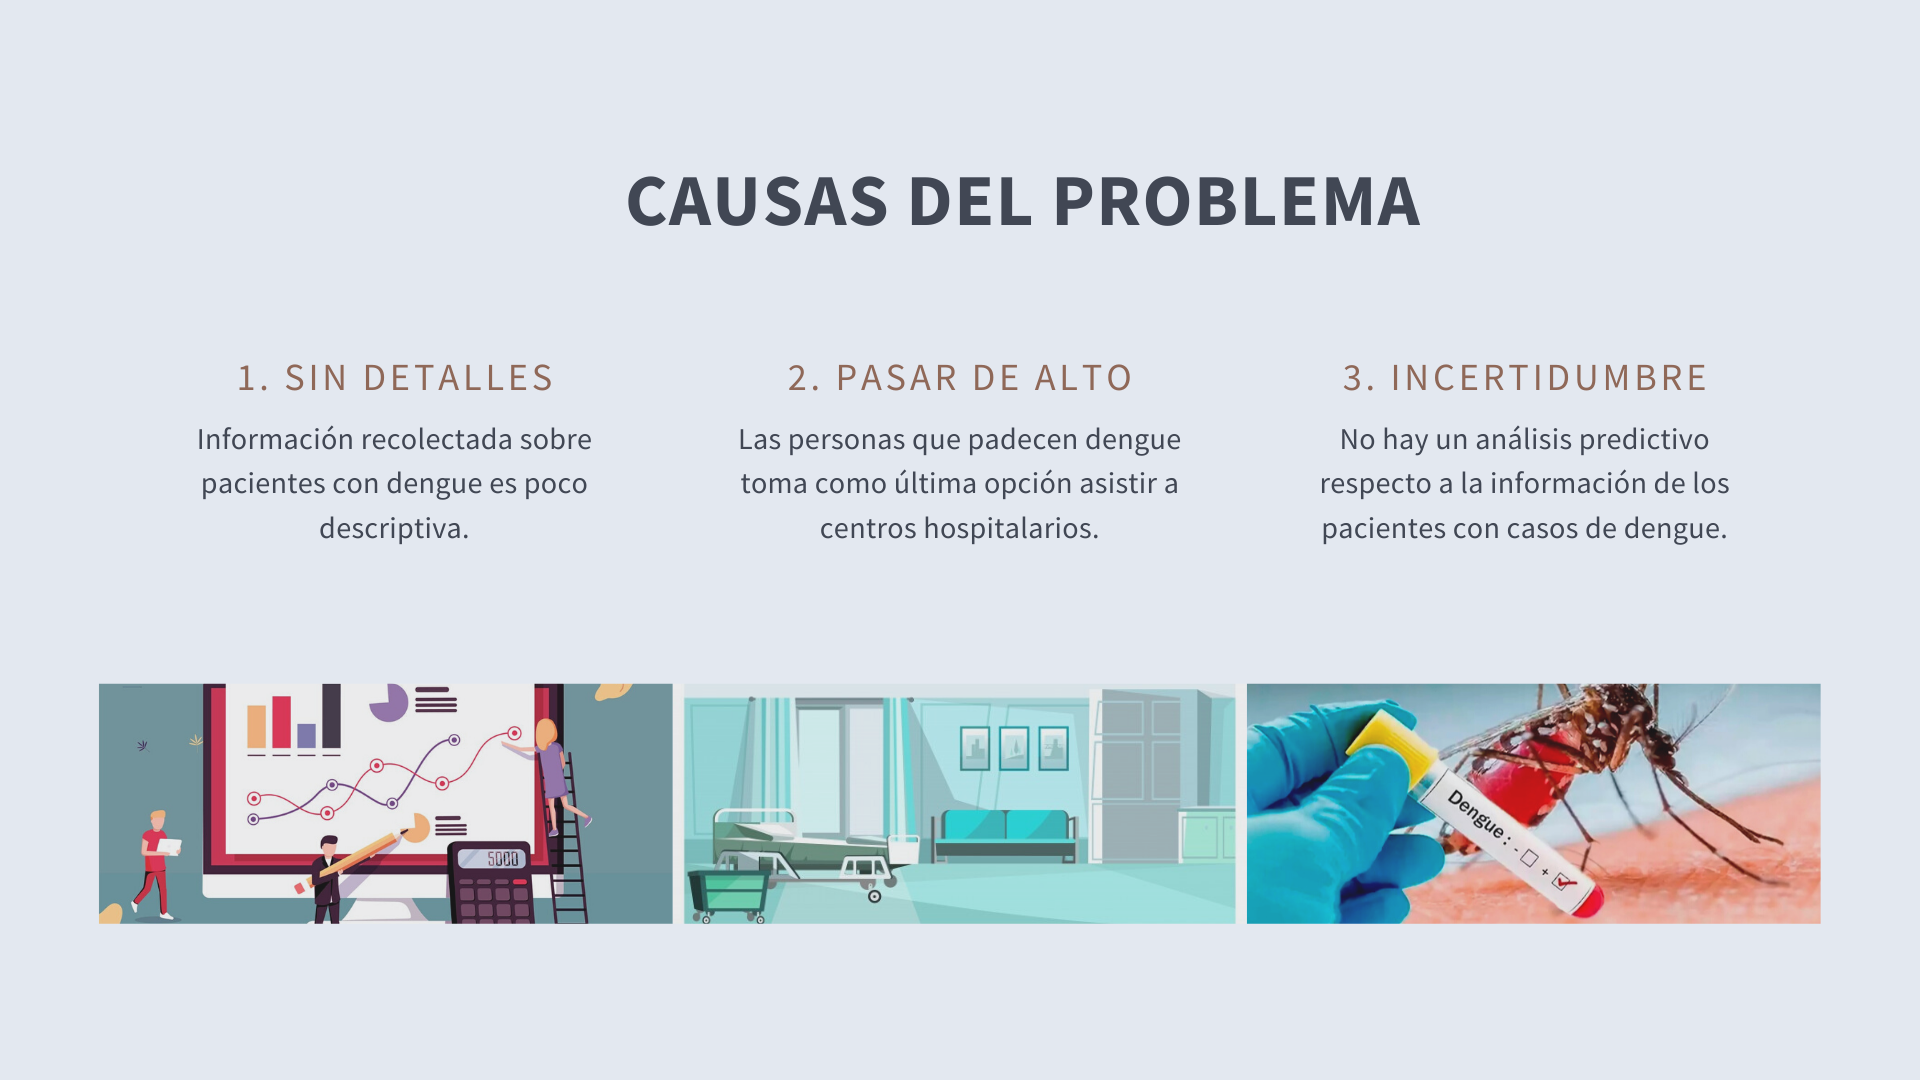 CAUSAS DEL PROBLEMA
1. SIN DETALLES
Información recolectada sobre
pacientes con dengue es poco
descriptiva.
2. PASAR DE ALTO
Las personas que padecen dengue
toma como última opción asistir a
centros hospitalarios.
3. INCERTIDUMBRE
No hay un análisis predictivo
respecto a la información de los
pacientes con casos de dengue.
5000
Dengue : -
+